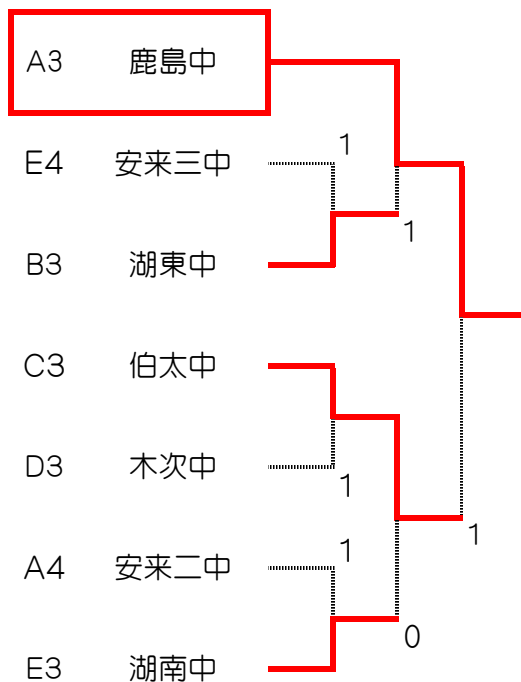 A3 鹿島中
1
E4 安来三中
1
B3 湖東中
C3 伯太中
D3 木次中
1
1
1
A4 安来二中
0
E3 湖南中